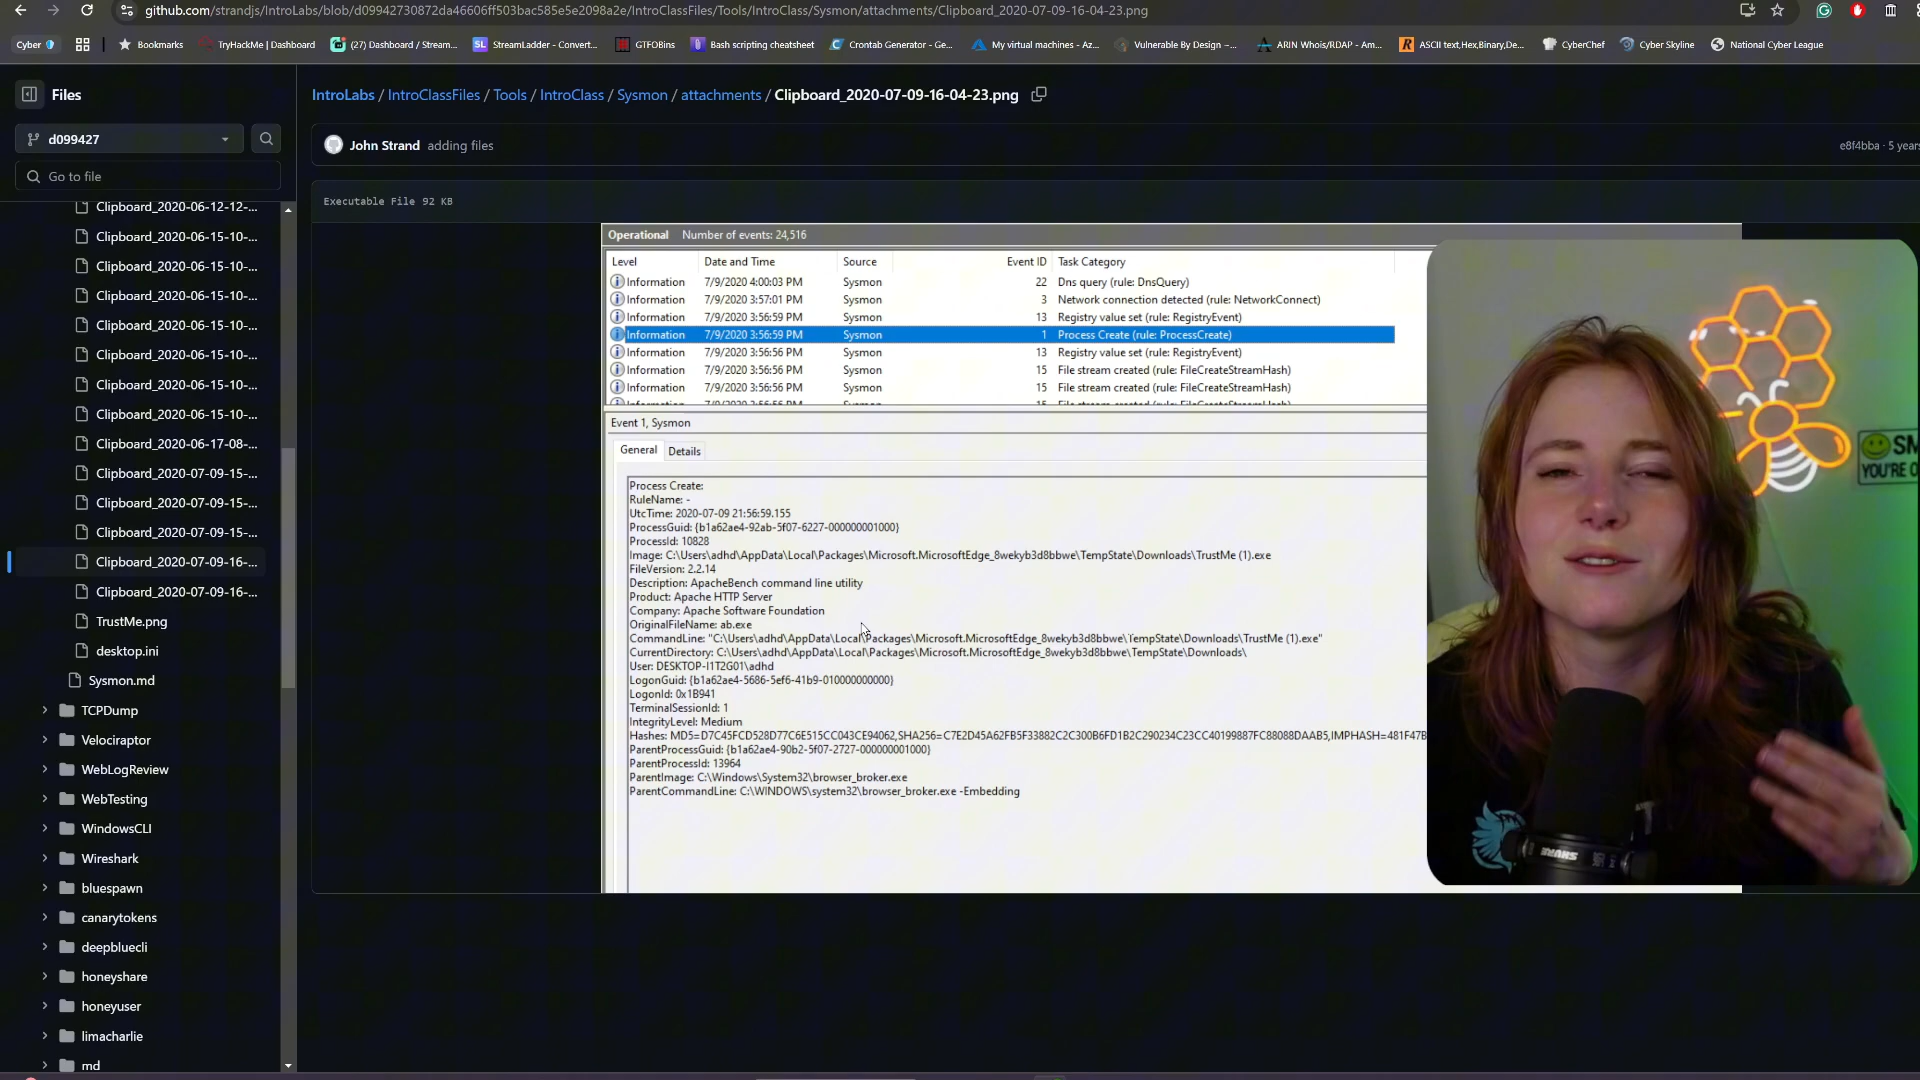 github.com/strandjs/IntroLabs/blob/d09942730872da46606ff503bac585e5e2098a2e/IntroClassFiles/Tools/IntroClass/Sysmon/attachments/Clipboard_2020-07-09-16-04-23.png
Cyber
Bookmarks
TryHackMe | Dashboard
(27) Dashboard / Stream...
StreamLadder - Convert...
GTFOBins
Bash scripting cheatsheet
Crontab Generator - Ge...
My virtual machines - Az...
Vulnerable By Design ~...
ARIN Whois/RDAP - Am...
ASCII text,Hex,Binary,De...
CyberChef
Cyber Skyline
National Cyber League
Files
IntroLabs / IntroClassFiles / Tools / IntroClass / Sysmon / attachments / Clipboard_2020-07-09-16-04-23.png
d099427
John Strand adding files
e8f4bba · 5 years
Go to file
Executable File 92 KB
Clipboard_2020-06-12-12-...
Clipboard_2020-06-15-10-...
Clipboard_2020-06-15-10-...
Clipboard_2020-06-15-10-...
Clipboard_2020-06-15-10-...
Clipboard_2020-06-15-10-...
Clipboard_2020-06-15-10-...
Clipboard_2020-06-15-10-...
Clipboard_2020-06-17-08-...
Clipboard_2020-07-09-15-...
Clipboard_2020-07-09-15-...
Clipboard_2020-07-09-15-...
Clipboard_2020-07-09-16-...
Clipboard_2020-07-09-16-...
TrustMe.png
desktop.ini
Sysmon.md
TCPDump
Velociraptor
WebLogReview
WebTesting
WindowsCLI
Wireshark
bluespawn
canarytokens
deepbluecli
honeyshare
honeyuser
limacharlie
md
Operational Number of events: 24,516
Level Date and Time Source Event ID Task Category
Information 7/9/2020 4:00:03 PM Sysmon 22 Dns query (rule: DnsQuery)
Information 7/9/2020 3:57:01 PM Sysmon 3 Network connection detected (rule: NetworkConnect)
Information 7/9/2020 3:56:59 PM Sysmon 13 Registry value set (rule: RegistryEvent)
Information 7/9/2020 3:56:59 PM Sysmon 1 Process Create (rule: ProcessCreate)
Information 7/9/2020 3:56:56 PM Sysmon 13 Registry value set (rule: RegistryEvent)
Information 7/9/2020 3:56:56 PM Sysmon 15 File stream created (rule: FileCreateStreamHash)
Information 7/9/2020 3:56:56 PM Sysmon 15 File stream created (rule: FileCreateStreamHash)
Event 1, Sysmon
General Details
Process Create:
RuleName: -
UtcTime: 2020-07-09 21:56:59.155
ProcessGuid: {b1a62ae4-92ab-5f07-6227-000000001000}
ProcessId: 10828
Image: C:\Users\adhd\AppData\Local\Packages\Microsoft.MicrosoftEdge_8wekyb3d8bbwe\TempState\Downloads\TrustMe (1).exe
FileVersion: 2.2.14
Description: ApacheBench command line utility
Product: Apache HTTP Server
Company: Apache Software Foundation
OriginalFileName: ab.exe
CommandLine: "C:\Users\adhd\AppData\Local\Packages\Microsoft.MicrosoftEdge_8wekyb3d8bbwe\TempState\Downloads\TrustMe (1).exe"
CurrentDirectory: C:\Users\adhd\AppData\Local\Packages\Microsoft.MicrosoftEdge_8wekyb3d8bbwe\TempState\Downloads\
User: DESKTOP-I1T2G01\adhd
LogonGuid: {b1a62ae4-5686-5ef6-41b9-010000000000}
LogonId: 0x1B941
TerminalSessionId: 1
IntegrityLevel: Medium
Hashes: MD5=D7C45FCD528D77C6E515CC043CE94062,SHA256=C7E2D45A62FB5F33882C2C300B6FD1B2C290234C23CC40199887FC88088DAAB5,IMPHASH=481F47B
ParentProcessGuid: {b1a62ae4-90b2-5f07-2727-000000001000}
ParentProcessId: 13964
ParentImage: C:\Windows\System32\browser_broker.exe
ParentCommandLine: C:\WINDOWS\system32\browser_broker.exe -Embedding
SM
YOU'RE O
SHURE